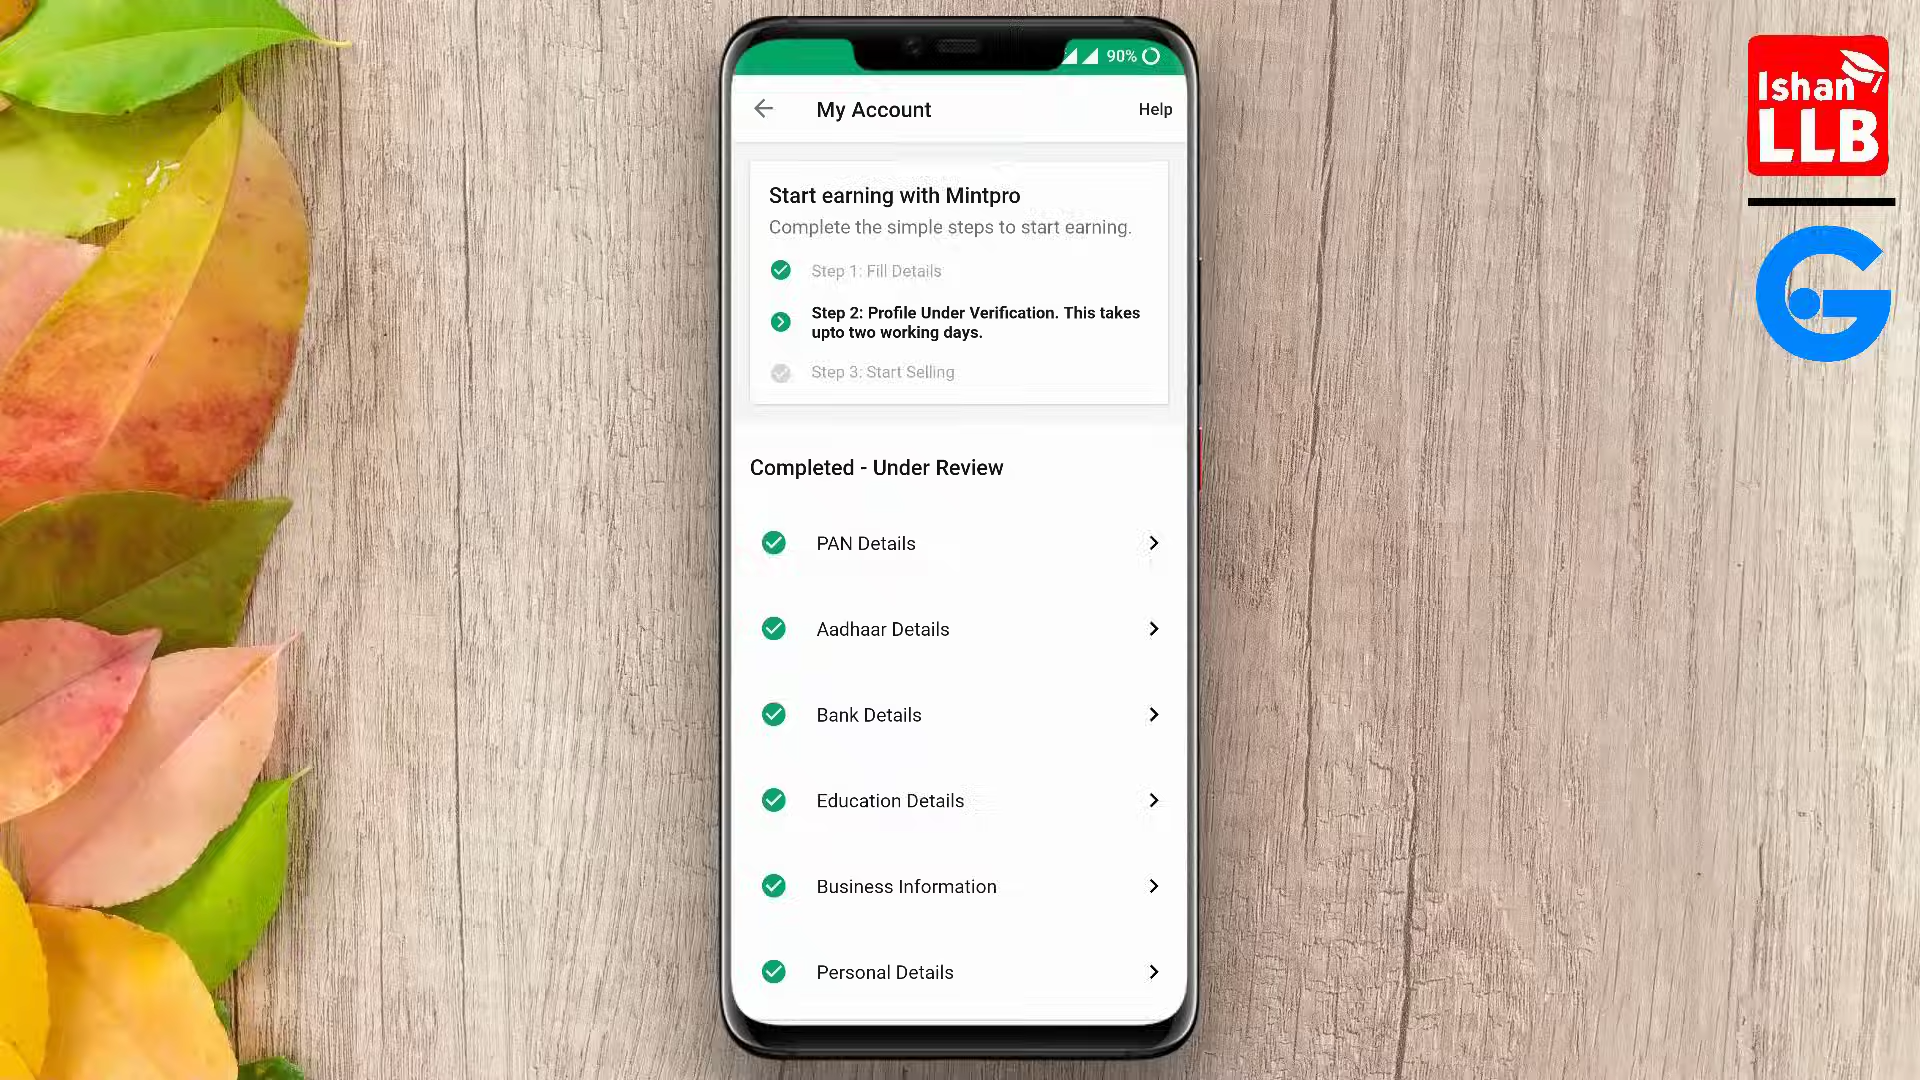 90%
My Account
Help
Start earning with Mintpro
Complete the simple steps to start earning.
Step 1: Fill Details
Step 2: Profile Under Verification. This takes
upto two working days.
Step 3: Start Selling
Completed - Under Review
PAN Details
Aadhaar Details
Bank Details
Education Details
Business Information
Personal Details
Ishan
LLB
G